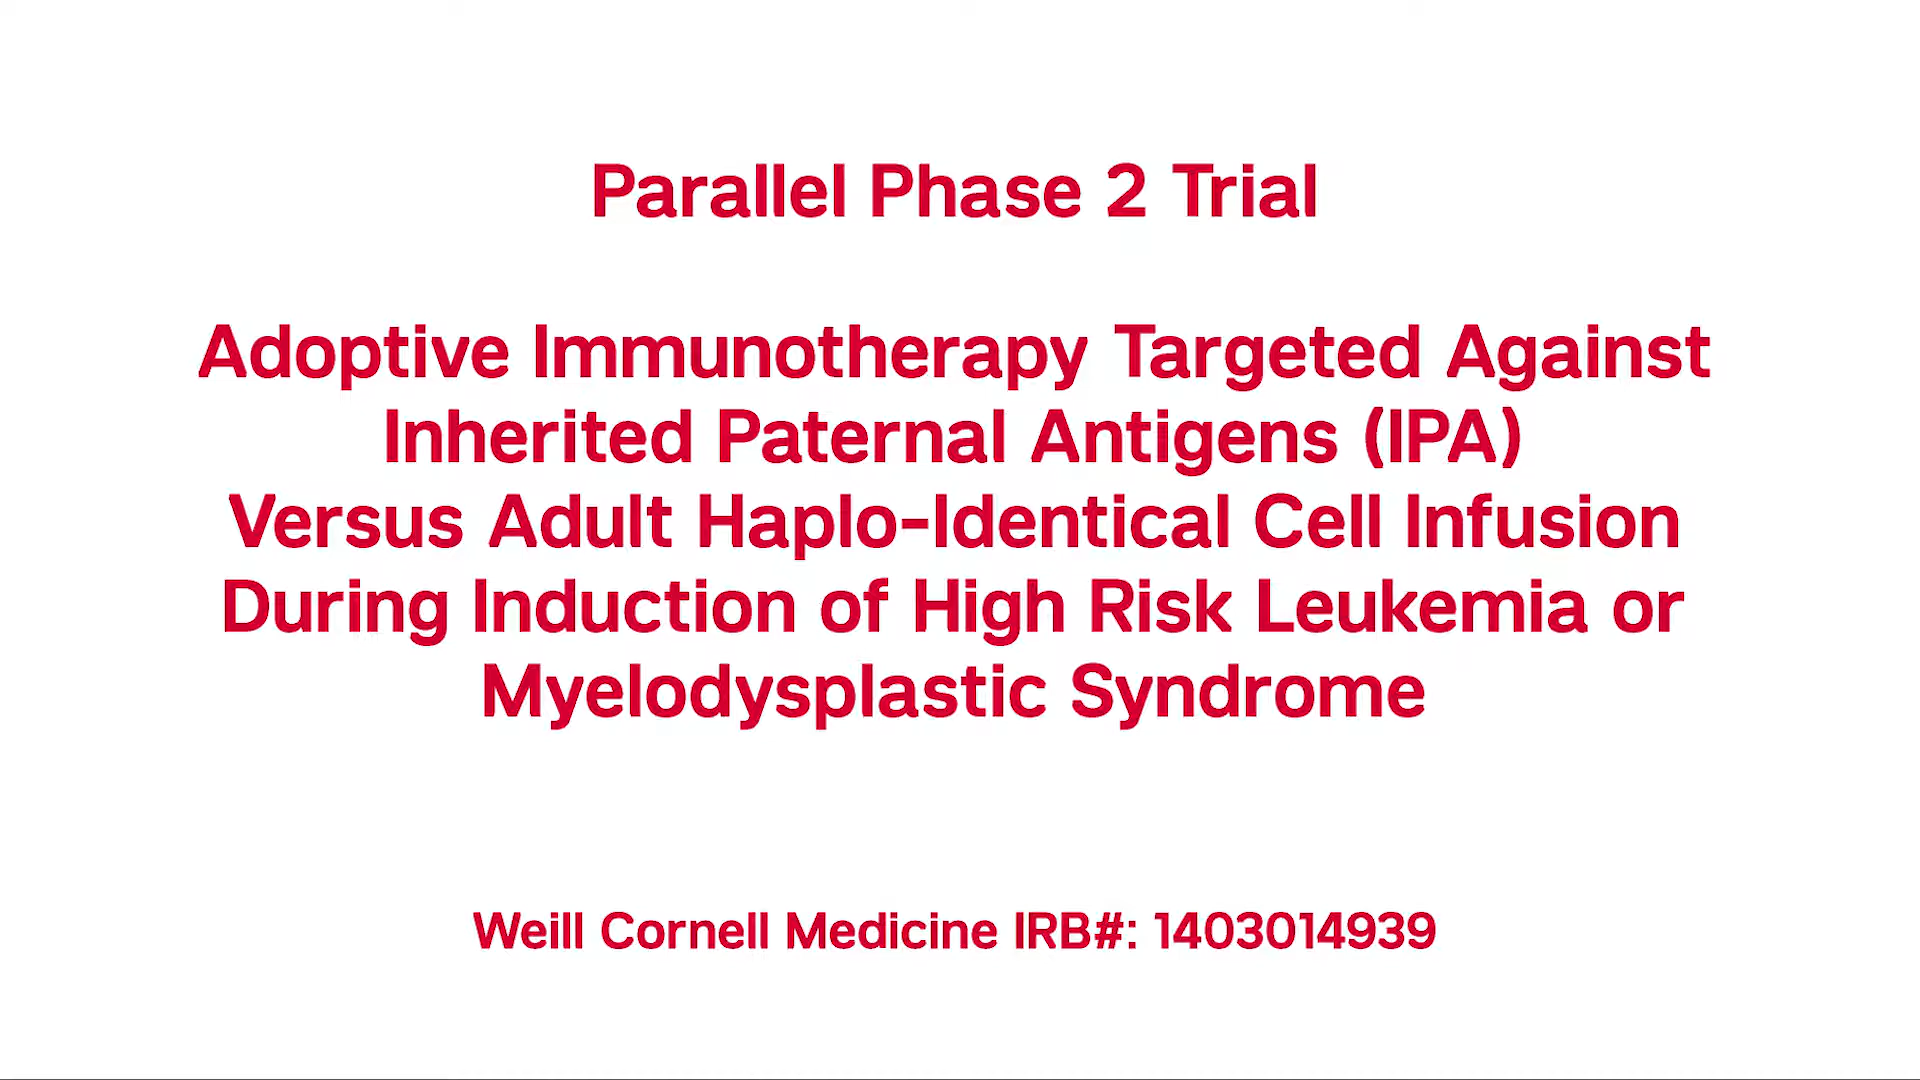 Parallel Phase 2 Trial
Adoptive Immunotherapy Targeted Against
Inherited Paternal Antigens (IPA)
Versus Adult Haplo-Identical Cell Infusion
During Induction of High Risk Leukemia or
Myelodysplastic Syndrome
Weill Cornell Medicine IRB#: 1403014939